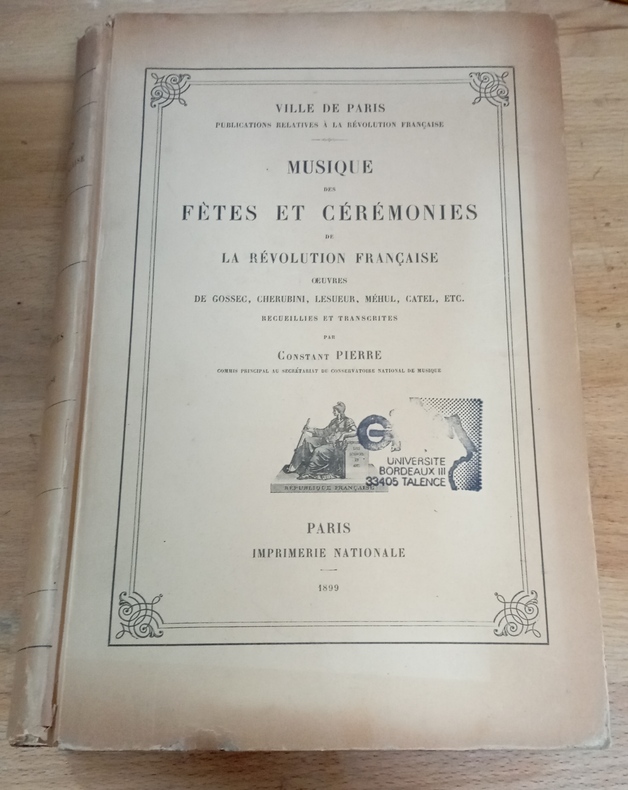 VILLE DE PARIS
PUBLICATIONS RELATIVES À LA RÉVOLUTION FRANÇAISE
MUSIQUE
DES
FÊTES ET CÉRÉMONIES
DE
LA RÉVOLUTION FRANÇAISE
ŒUVRES
DE GOSSEC, CHERUBINI, LESUEUR, MÉHUL, CATEL, ETC.
RECUEILLIES ET TRANSCRITES
PAR
CONSTANT PIERRE
COMMIS PRINCIPAL AU SECRÉTARIAT DU CONSERVATOIRE NATIONAL DE MUSIQUE
UNIVERSITE
BORDEAUX III
33405 TALENCE
RÉPUBLIQUE FRANÇAISE
PARIS
IMPRIMERIE NATIONALE
1899